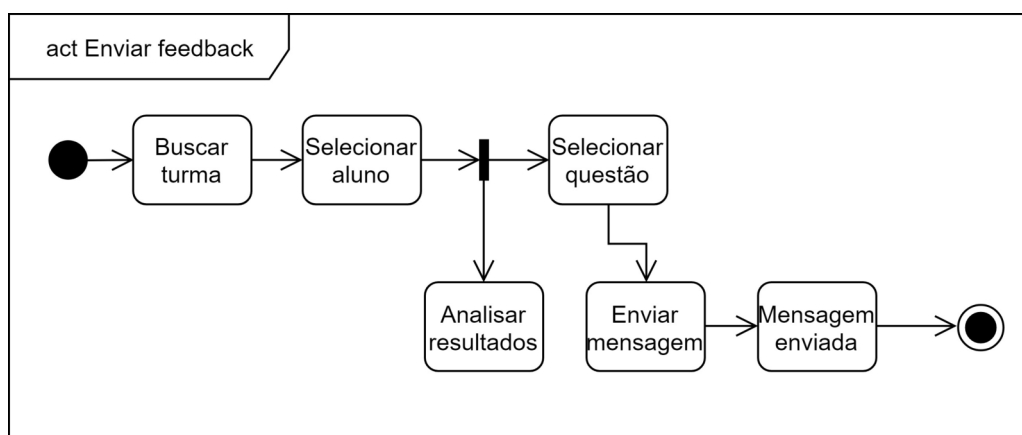 act Enviar feedback
Buscar
turma
Selecionar
aluno
Selecionar
questão
Analisar
resultados
Enviar
mensagem
Mensagem
enviada